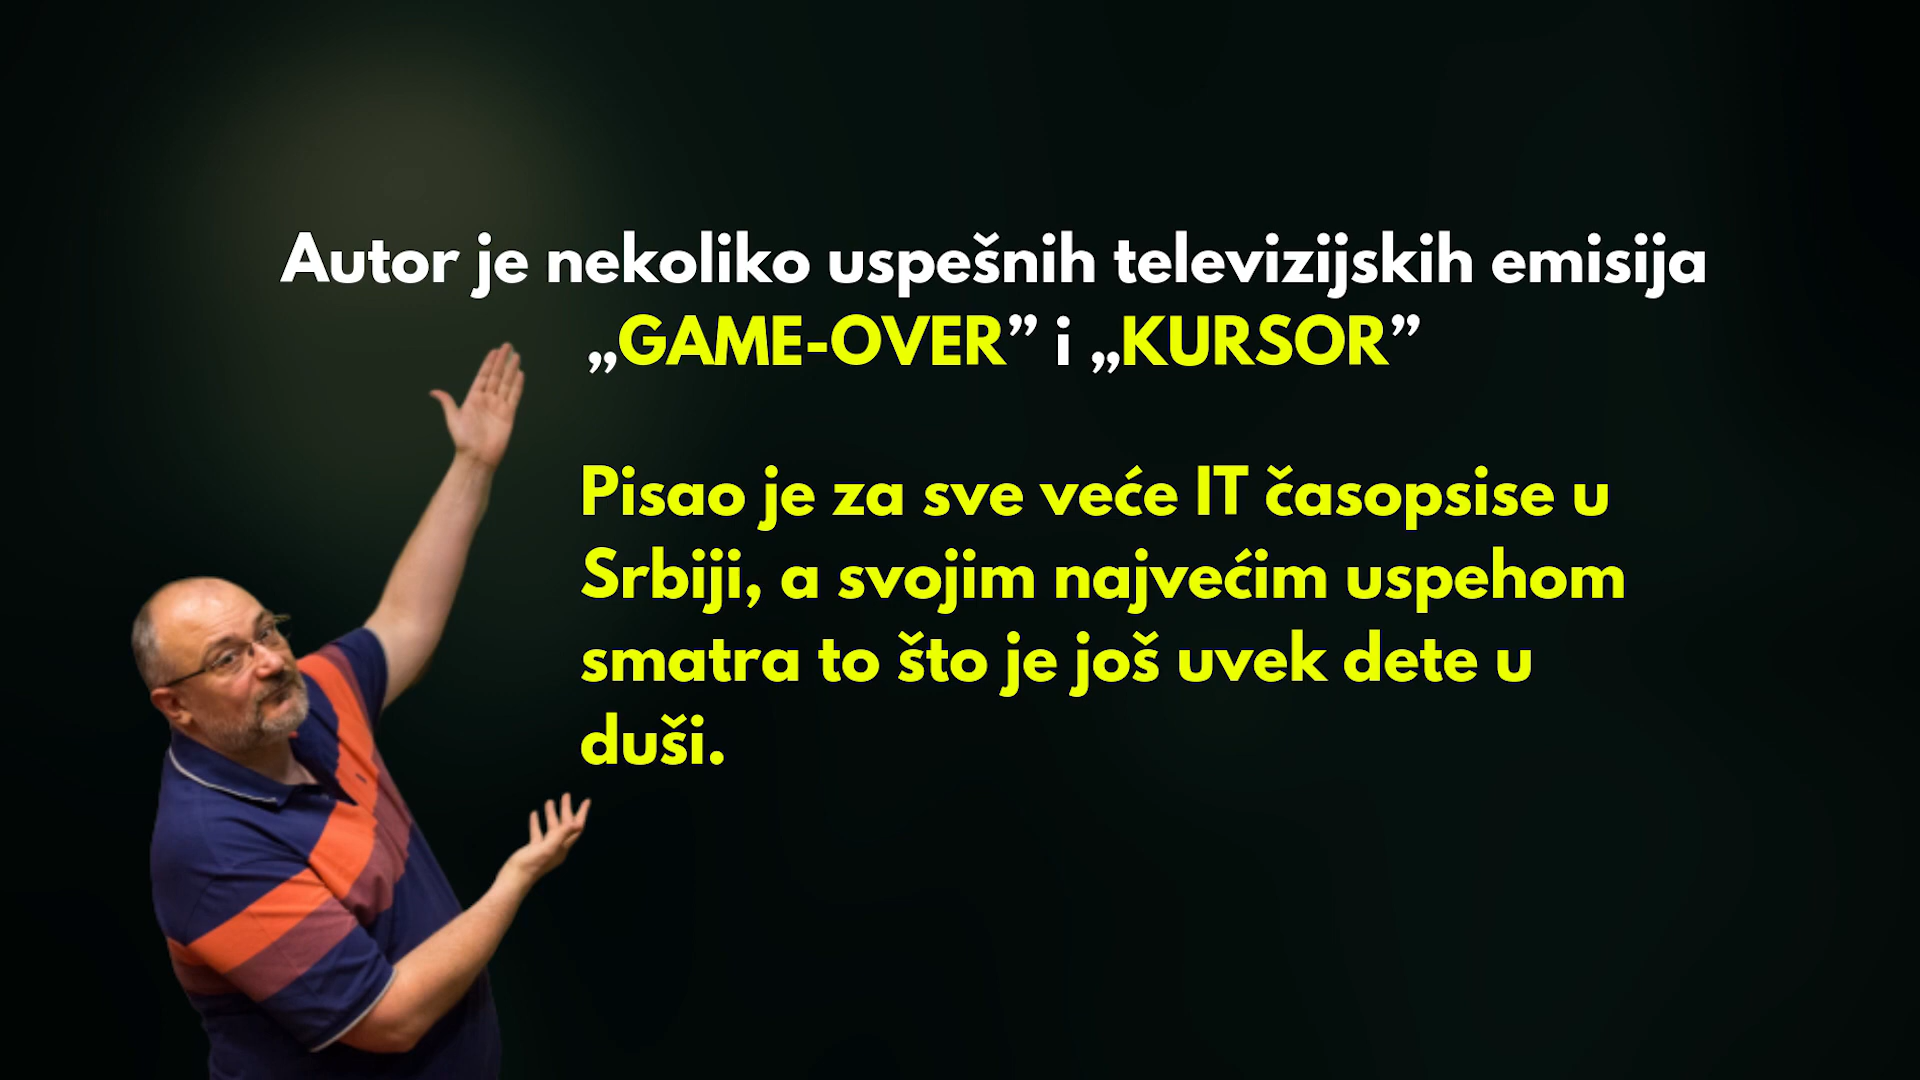 Autor je nekoliko uspešnih televizijskih emisija
„GAME-OVER” i „KURSOR”
Pisao je za sve veće IT časopsise u
Srbiji, a svojim najvećim uspehom
smatra to što je još uvek dete u
duši.